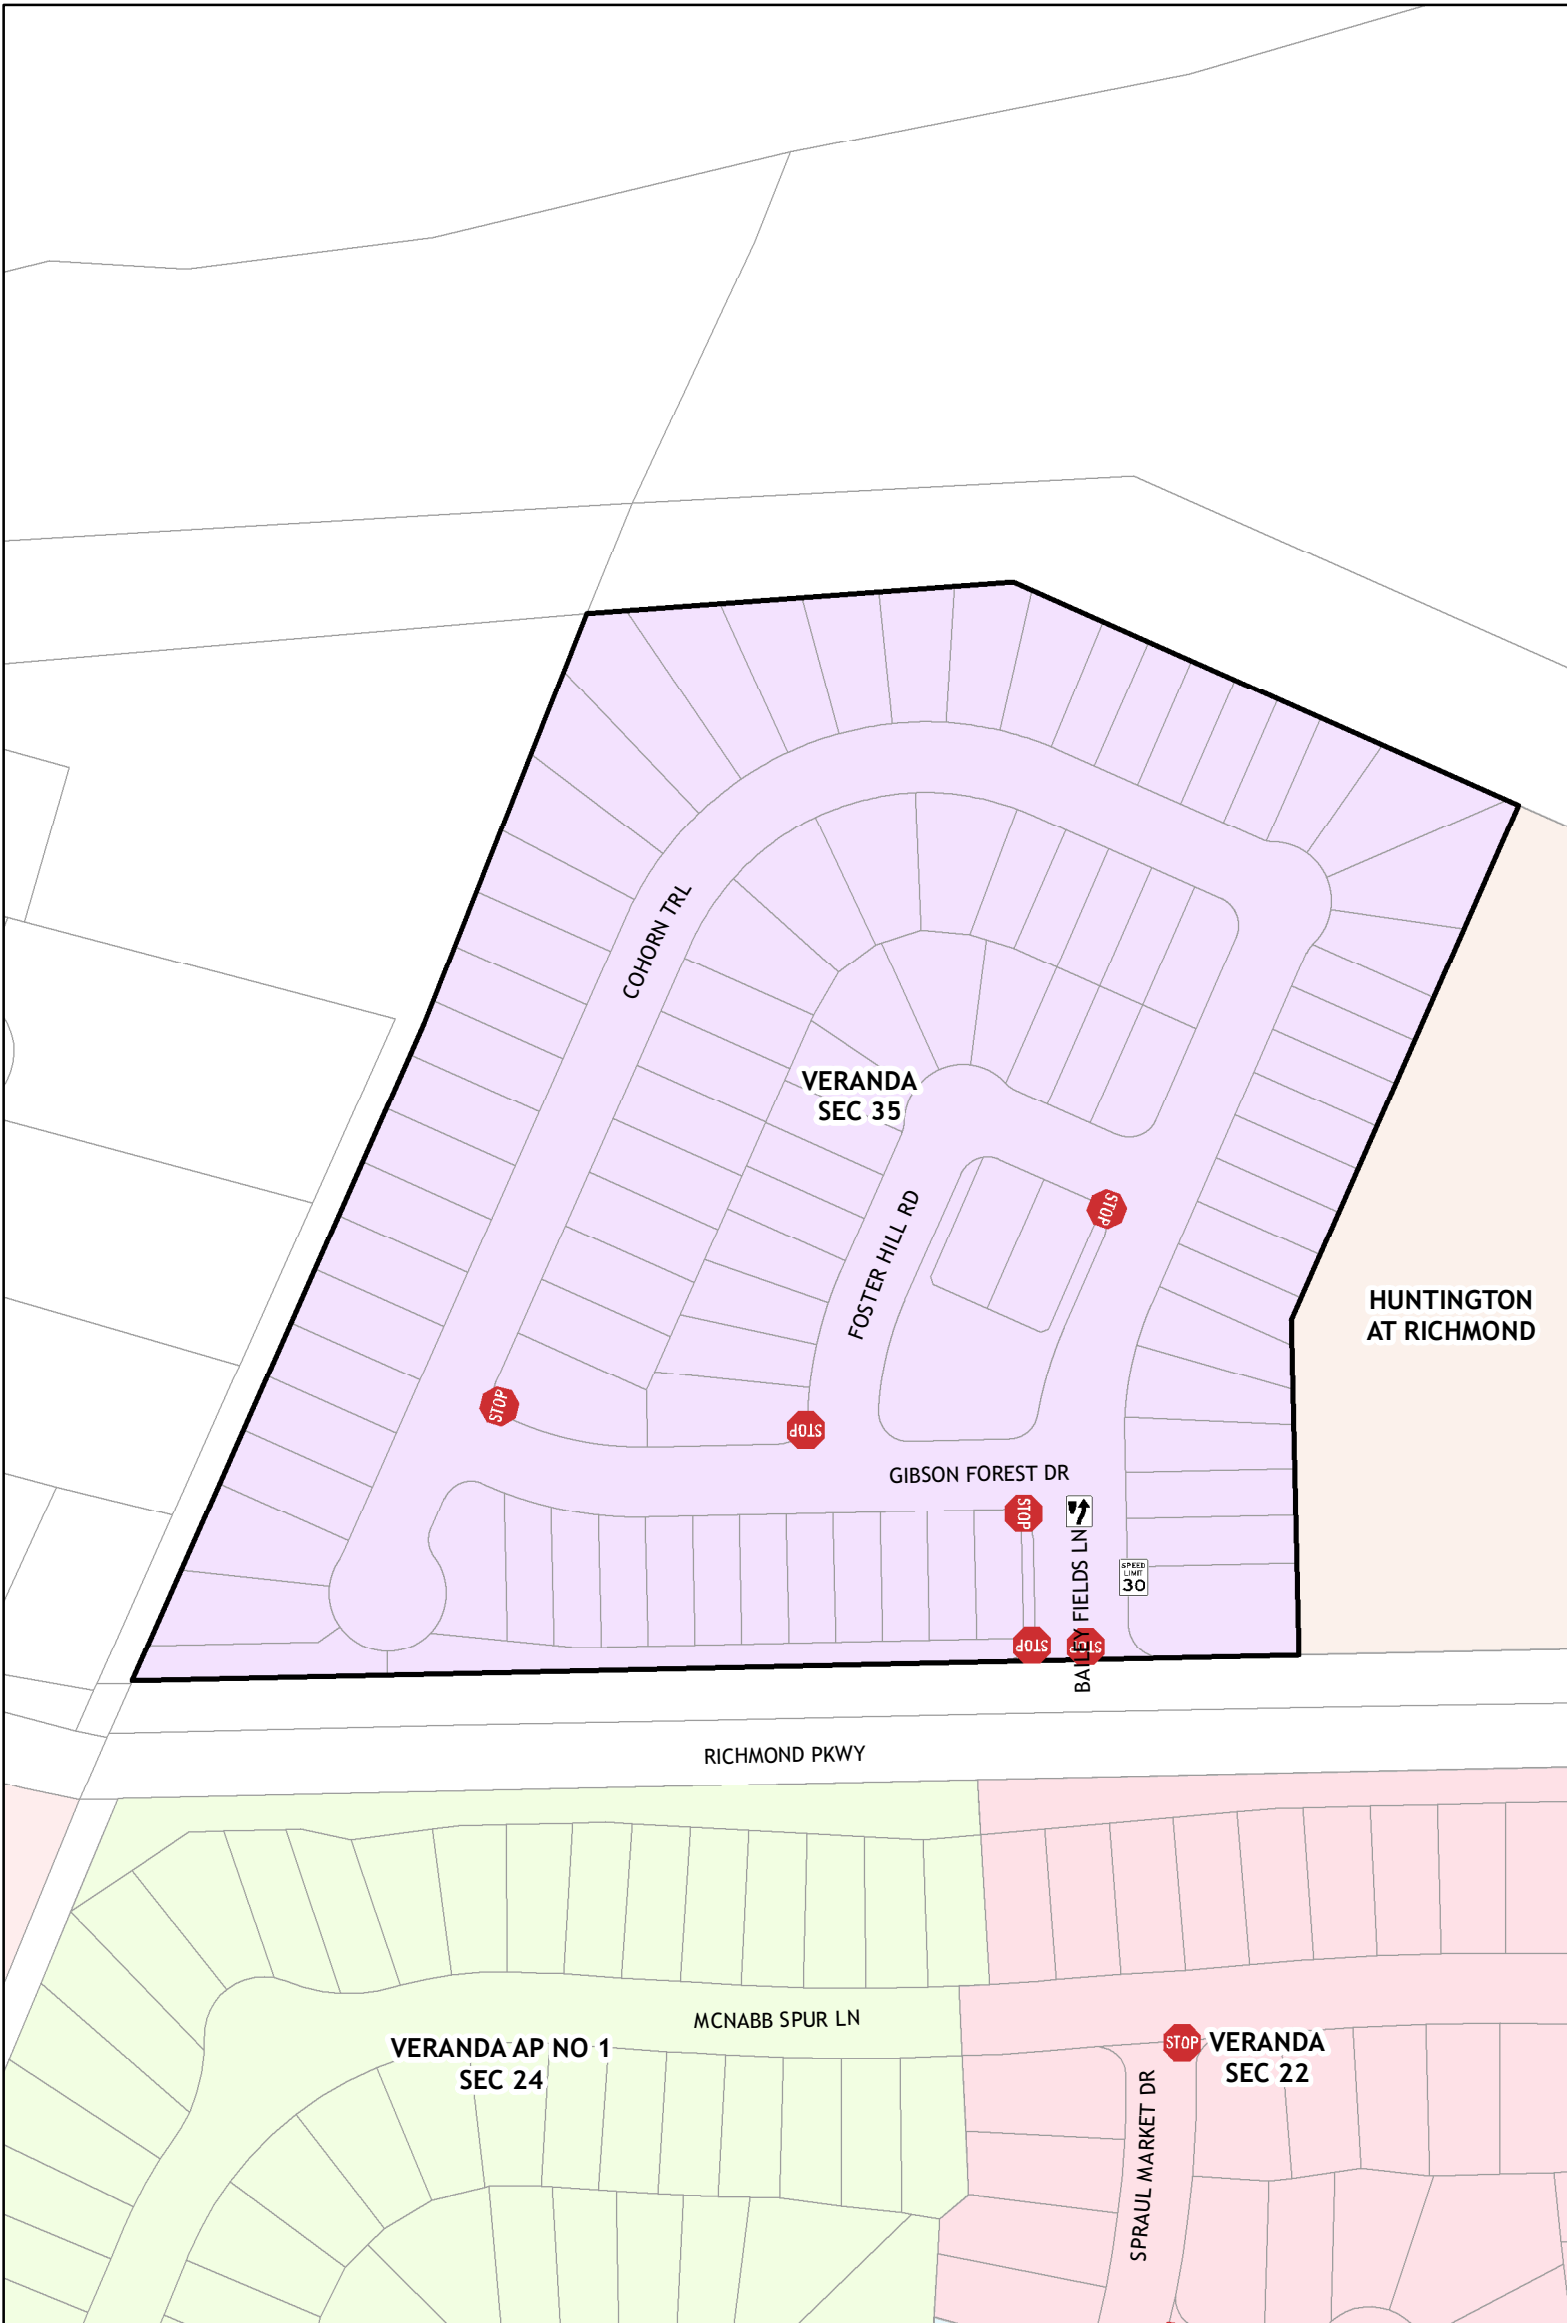 COHORN TRL
VERANDA
SEC 35
STOP
FOSTER HILL RD
HUNTINGTON
AT RICHMOND
STOP
STOP
GIBSON FOREST DR
STOP
SPEED
LIMIT
30
BAILEY FIELDS LN
STOP
STOP
RICHMOND PKWY
MCNABB SPUR LN
VERANDA AP NO 1
SEC 24
STOP
VERANDA
SEC 22
SPRAUL MARKET DR